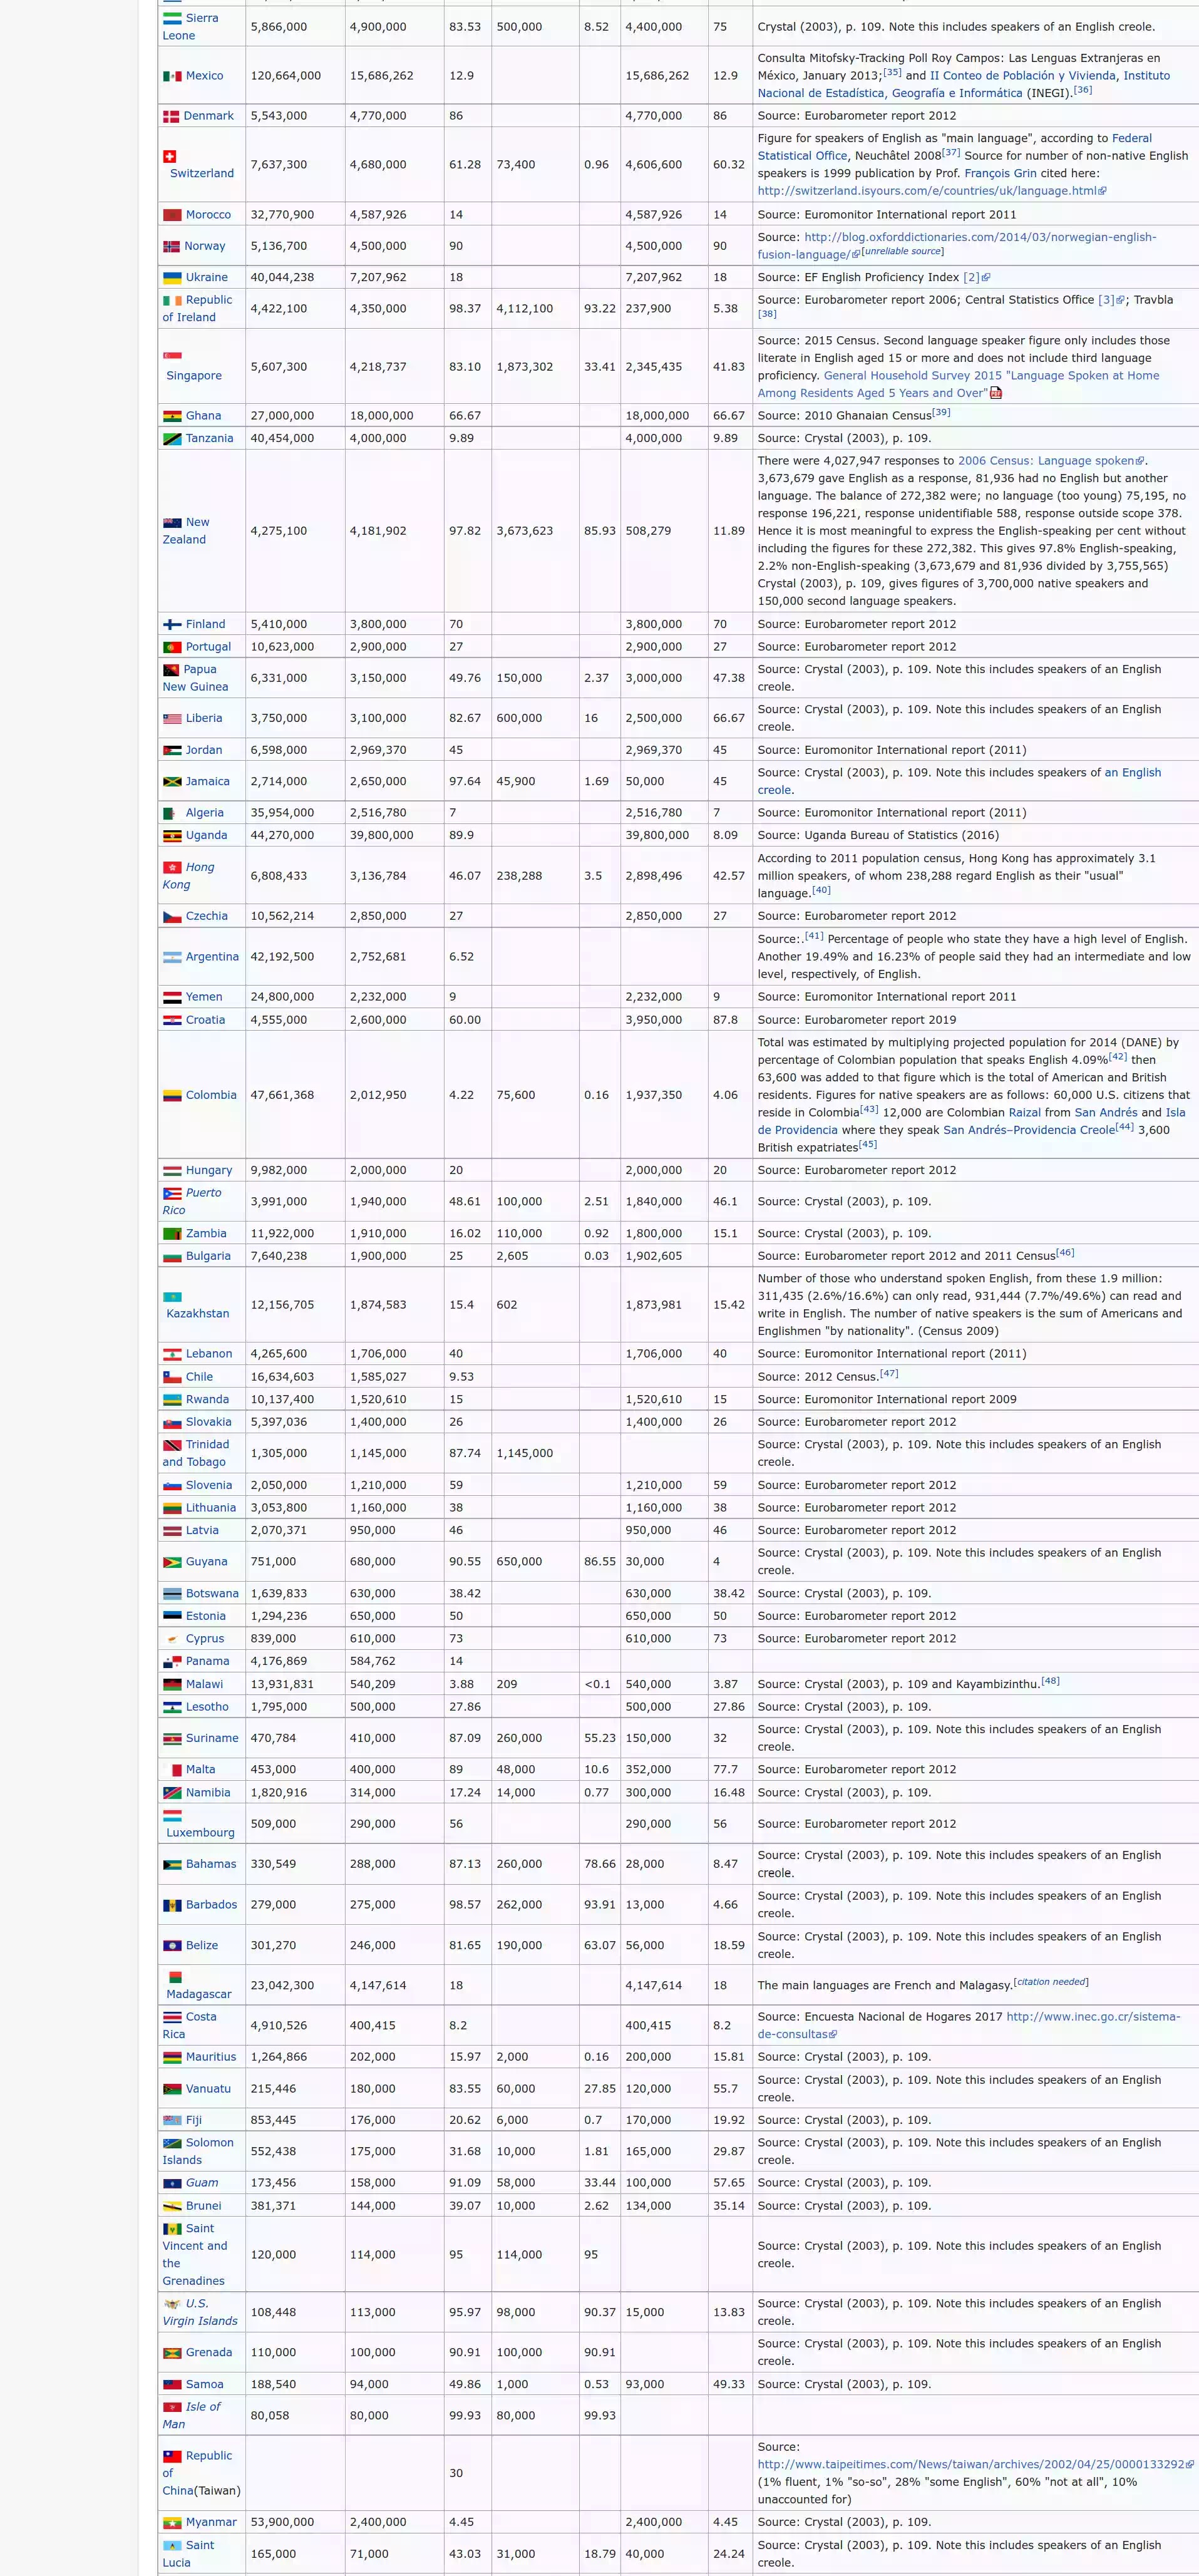 Sierra Leone 5,866,000 4,900,000 83.53 500,000 8.52 4,400,000 75 Crystal (2003), p. 109. Note this includes speakers of an English creole.
Mexico 120,664,000 15,686,262 12.9 15,686,262 12.9 Consulta Mitofsky-Tracking Poll Roy Campos: Las Lenguas Extranjeras en
México, January 2013;[35] and II Conteo de Población y Vivienda, Instituto
Nacional de Estadística, Geografía e Informática (INEGI).[36]
Denmark 5,543,000 4,770,000 86 4,770,000 86 Source: Eurobarometer report 2012
Switzerland 7,637,300 4,680,000 61.28 73,400 0.96 4,606,600 60.32 Figure for speakers of English as "main language", according to Federal
Statistical Office, Neuchâtel 2008[37] Source for number of non-native English
speakers is 1999 publication by Prof. François Grin cited here:
http://switzerland.isyours.com/e/countries/uk/language.html
Morocco 32,770,900 4,587,926 14 4,587,926 14 Source: Euromonitor International report 2011
Norway 5,136,700 4,500,000 90 4,500,000 90 Source: http://blog.oxforddictionaries.com/2014/03/norwegian-english-
fusion-language/[unreliable source]
Ukraine 40,044,238 7,207,962 18 7,207,962 18 Source: EF English Proficiency Index [2]
Republic of Ireland 4,422,100 4,350,000 98.37 4,112,100 93.22 237,900 5.38 Source: Eurobarometer report 2006; Central Statistics Office [3]; Travbla
[38]
Singapore 5,607,300 4,218,737 83.10 1,873,302 33.41 2,345,435 41.83 Source: 2015 Census. Second language speaker figure only includes those
literate in English aged 15 or more and does not include third language
proficiency. General Household Survey 2015 "Language Spoken at Home
Among Residents Aged 5 Years and Over"
Ghana 27,000,000 18,000,000 66.67 18,000,000 66.67 Source: 2010 Ghanaian Census[39]
Tanzania 40,454,000 4,000,000 9.89 4,000,000 9.89 Source: Crystal (2003), p. 109.
New Zealand 4,275,100 4,181,902 97.82 3,673,623 85.93 508,279 11.89 There were 4,027,947 responses to 2006 Census: Language spoken.
3,673,679 gave English as a response, 81,936 had no English but another
language. The balance of 272,382 were; no language (too young) 75,195, no
response 196,221, response unidentifiable 588, response outside scope 378.
Hence it is most meaningful to express the English-speaking per cent without
including the figures for these 272,382. This gives 97.8% English-speaking,
2.2% non-English-speaking (3,673,679 and 81,936 divided by 3,755,565)
Crystal (2003), p. 109, gives figures of 3,700,000 native speakers and
150,000 second language speakers.
Finland 5,410,000 3,800,000 70 3,800,000 70 Source: Eurobarometer report 2012
Portugal 10,623,000 2,900,000 27 2,900,000 27 Source: Eurobarometer report 2012
Papua New Guinea 6,331,000 3,150,000 49.76 150,000 2.37 3,000,000 47.38 Source: Crystal (2003), p. 109. Note this includes speakers of an English
creole.
Liberia 3,750,000 3,100,000 82.67 600,000 16 2,500,000 66.67 Source: Crystal (2003), p. 109. Note this includes speakers of an English
creole.
Jordan 6,598,000 2,969,370 45 2,969,370 45 Source: Euromonitor International report (2011)
Jamaica 2,714,000 2,650,000 97.64 45,900 1.69 50,000 45 Source: Crystal (2003), p. 109. Note this includes speakers of an English
creole.
Algeria 35,954,000 2,516,780 7 2,516,780 7 Source: Euromonitor International report (2011)
Uganda 44,270,000 39,800,000 89.9 39,800,000 8.09 Source: Uganda Bureau of Statistics (2016)
Hong Kong 6,808,433 3,136,784 46.07 238,288 3.5 2,898,496 42.57 According to 2011 population census, Hong Kong has approximately 3.1
million speakers, of whom 238,288 regard English as their "usual"
language.[40]
Czechia 10,562,214 2,850,000 27 2,850,000 27 Source: Eurobarometer report 2012
Argentina 42,192,500 2,752,681 6.52 Source:.[41] Percentage of people who state they have a high level of English.
Another 19.49% and 16.23% of people said they had an intermediate and low
level, respectively, of English.
Yemen 24,800,000 2,232,000 9 2,232,000 9 Source: Euromonitor International report 2011
Croatia 4,555,000 2,600,000 60.00 3,950,000 87.8 Source: Eurobarometer report 2019
Colombia 47,661,368 2,012,950 4.22 75,600 0.16 1,937,350 4.06 Total was estimated by multiplying projected population for 2014 (DANE) by
percentage of Colombian population that speaks English 4.09%[42] then
63,600 was added to that figure which is the total of American and British
residents. Figures for native speakers are as follows: 60,000 U.S. citizens that
reside in Colombia[43] 12,000 are Colombian Raizal from San Andrés and Isla
de Providencia where they speak San Andrés–Providencia Creole[44] 3,600
British expatriates[45]
Hungary 9,982,000 2,000,000 20 2,000,000 20 Source: Eurobarometer report 2012
Puerto Rico 3,991,000 1,940,000 48.61 100,000 2.51 1,840,000 46.1 Source: Crystal (2003), p. 109.
Zambia 11,922,000 1,910,000 16.02 110,000 0.92 1,800,000 15.1 Source: Crystal (2003), p. 109.
Bulgaria 7,640,238 1,900,000 25 2,605 0.03 1,902,605 Source: Eurobarometer report 2012 and 2011 Census[46]
Kazakhstan 12,156,705 1,874,583 15.4 602 1,873,981 15.42 Number of those who understand spoken English, from these 1.9 million:
311,435 (2.6%/16.6%) can only read, 931,444 (7.7%/49.6%) can read and
write in English. The number of native speakers is the sum of Americans and
Englishmen "by nationality". (Census 2009)
Lebanon 4,265,600 1,706,000 40 1,706,000 40 Source: Euromonitor International report (2011)
Chile 16,634,603 1,585,027 9.53 Source: 2012 Census.[47]
Rwanda 10,137,400 1,520,610 15 1,520,610 15 Source: Euromonitor International report 2009
Slovakia 5,397,036 1,400,000 26 1,400,000 26 Source: Eurobarometer report 2012
Trinidad and Tobago 1,305,000 1,145,000 87.74 1,145,000 Source: Crystal (2003), p. 109. Note this includes speakers of an English
creole.
Slovenia 2,050,000 1,210,000 59 1,210,000 59 Source: Eurobarometer report 2012
Lithuania 3,053,800 1,160,000 38 1,160,000 38 Source: Eurobarometer report 2012
Latvia 2,070,371 950,000 46 950,000 46 Source: Eurobarometer report 2012
Guyana 751,000 680,000 90.55 650,000 86.55 30,000 4 Source: Crystal (2003), p. 109. Note this includes speakers of an English
creole.
Botswana 1,639,833 630,000 38.42 630,000 38.42 Source: Crystal (2003), p. 109.
Estonia 1,294,236 650,000 50 650,000 50 Source: Eurobarometer report 2012
Cyprus 839,000 610,000 73 610,000 73 Source: Eurobarometer report 2012
Panama 4,176,869 584,762 14
Malawi 13,931,831 540,209 3.88 209 <0.1 540,000 3.87 Source: Crystal (2003), p. 109 and Kayambizinthu.[48]
Lesotho 1,795,000 500,000 27.86 500,000 27.86 Source: Crystal (2003), p. 109.
Suriname 470,784 410,000 87.09 260,000 55.23 150,000 32 Source: Crystal (2003), p. 109. Note this includes speakers of an English
creole.
Malta 453,000 400,000 89 48,000 10.6 352,000 77.7 Source: Eurobarometer report 2012
Namibia 1,820,916 314,000 17.24 14,000 0.77 300,000 16.48 Source: Crystal (2003), p. 109.
Luxembourg 509,000 290,000 56 290,000 56 Source: Eurobarometer report 2012
Bahamas 330,549 288,000 87.13 260,000 78.66 28,000 8.47 Source: Crystal (2003), p. 109. Note this includes speakers of an English
creole.
Barbados 279,000 275,000 98.57 262,000 93.91 13,000 4.66 Source: Crystal (2003), p. 109. Note this includes speakers of an English
creole.
Belize 301,270 246,000 81.65 190,000 63.07 56,000 18.59 Source: Crystal (2003), p. 109. Note this includes speakers of an English
creole.
Madagascar 23,042,300 4,147,614 18 4,147,614 18 The main languages are French and Malagasy.[citation needed]
Costa Rica 4,910,526 400,415 8.2 400,415 8.2 Source: Encuesta Nacional de Hogares 2017 http://www.inec.go.cr/sistema-
de-consultas
Mauritius 1,264,866 202,000 15.97 2,000 0.16 200,000 15.81 Source: Crystal (2003), p. 109.
Vanuatu 215,446 180,000 83.55 60,000 27.85 120,000 55.7 Source: Crystal (2003), p. 109. Note this includes speakers of an English
creole.
Fiji 853,445 176,000 20.62 6,000 0.7 170,000 19.92 Source: Crystal (2003), p. 109.
Solomon Islands 552,438 175,000 31.68 10,000 1.81 165,000 29.87 Source: Crystal (2003), p. 109. Note this includes speakers of an English
creole.
Guam 173,456 158,000 91.09 58,000 33.44 100,000 57.65 Source: Crystal (2003), p. 109.
Brunei 381,371 144,000 39.07 10,000 2.62 134,000 35.14 Source: Crystal (2003), p. 109.
Saint Vincent and the Grenadines 120,000 114,000 95 114,000 95 Source: Crystal (2003), p. 109. Note this includes speakers of an English
creole.
U.S. Virgin Islands 108,448 113,000 95.97 98,000 90.37 15,000 13.83 Source: Crystal (2003), p. 109. Note this includes speakers of an English
creole.
Grenada 110,000 100,000 90.91 100,000 90.91 Source: Crystal (2003), p. 109. Note this includes speakers of an English
creole.
Samoa 188,540 94,000 49.86 1,000 0.53 93,000 49.33 Source: Crystal (2003), p. 109.
Isle of Man 80,058 80,000 99.93 80,000 99.93
Republic of China(Taiwan) 30 Source:
http://www.taipeitimes.com/News/taiwan/archives/2002/04/25/0000133292
(1% fluent, 1% "so-so", 28% "some English", 60% "not at all", 10%
unaccounted for)
Myanmar 53,900,000 2,400,000 4.45 2,400,000 4.45 Source: Crystal (2003), p. 109.
Saint Lucia 165,000 71,000 43.03 31,000 18.79 40,000 24.24 Source: Crystal (2003), p. 109. Note this includes speakers of an English
creole.